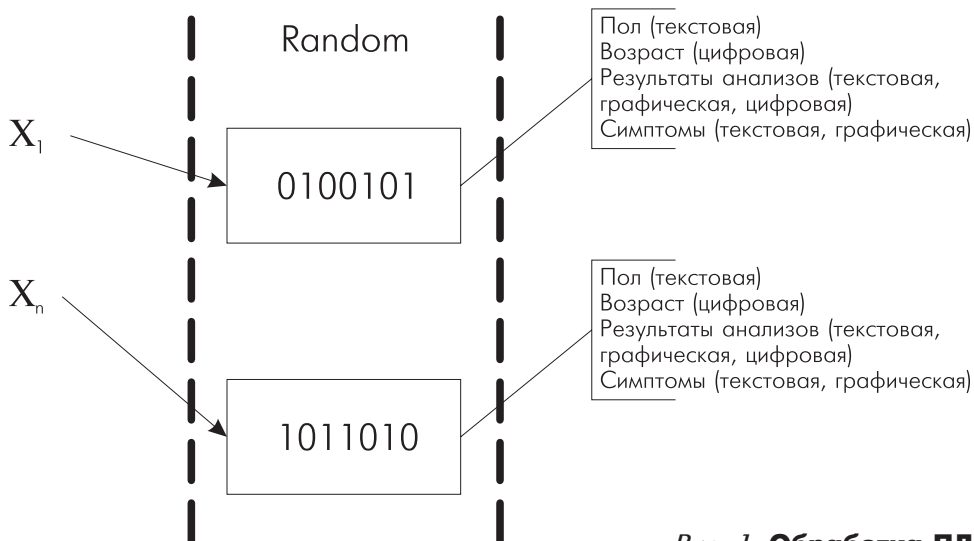 Random
X₁
0100101
Пол (текстовая)
Возраст (цифровая)
Результаты анализов (текстовая,
графическая, цифровая)
Симптомы (текстовая, графическая)
Xₙ
1011010
Пол (текстовая)
Возраст (цифровая)
Результаты анализов (текстовая,
графическая, цифровая)
Симптомы (текстовая, графическая)